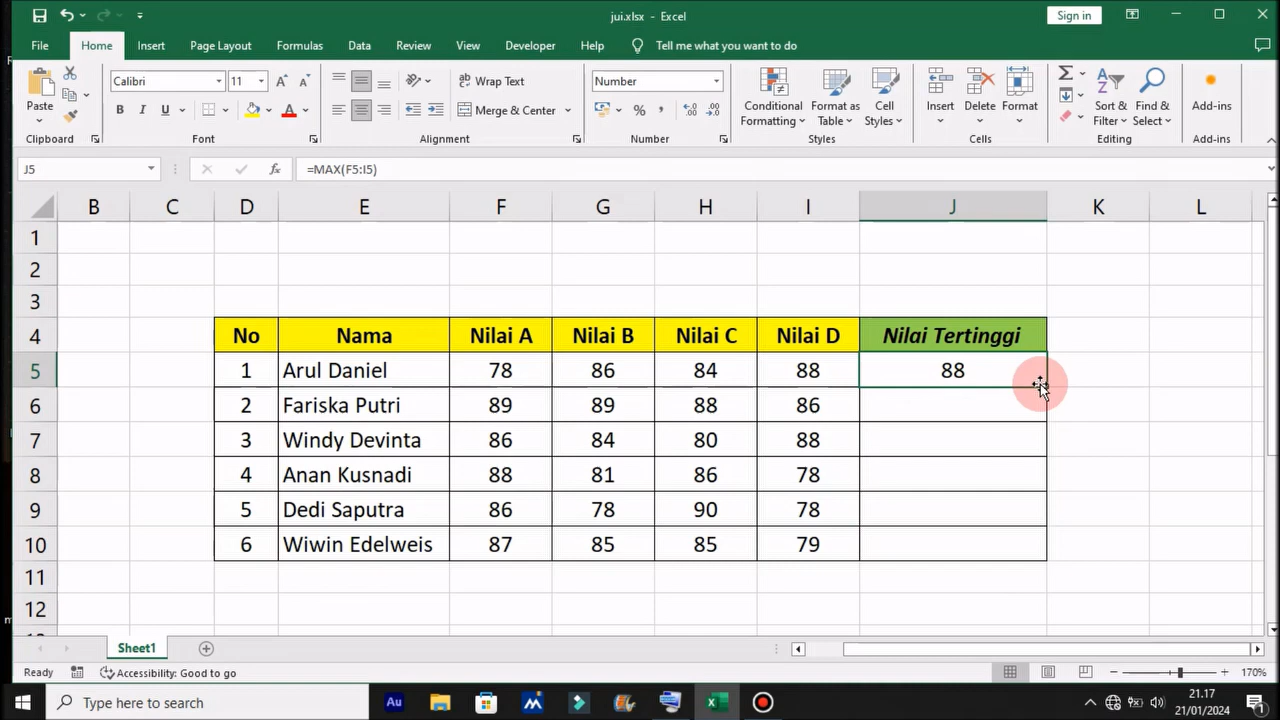 jui.xlsx - Excel
Sign in
File Home Insert Page Layout Formulas Data Review View Developer Help Tell me what you want to do
Paste
Calibri 11
B I U
Wrap Text
Merge & Center
Number
Conditional Formatting
Format as Table
Cell Styles
Insert Delete Format
Sort & Filter
Find & Select
Add-ins
Clipboard Font Alignment Number Styles Cells Editing Add-ins
J5 =MAX(F5:I5)
B C D E F G H I J K L
1
2
3
4 No Nama Nilai A Nilai B Nilai C Nilai D Nilai Tertinggi
5 1 Arul Daniel 78 86 84 88 88
6 2 Fariska Putri 89 89 88 86
7 3 Windy Devinta 86 84 80 88
8 4 Anan Kusnadi 88 81 86 78
9 5 Dedi Saputra 86 78 90 78
10 6 Wiwin Edelweis 87 85 85 79
11
12
Sheet1
Ready Accessibility: Good to go 170%
Type here to search
21.17
21/01/2024